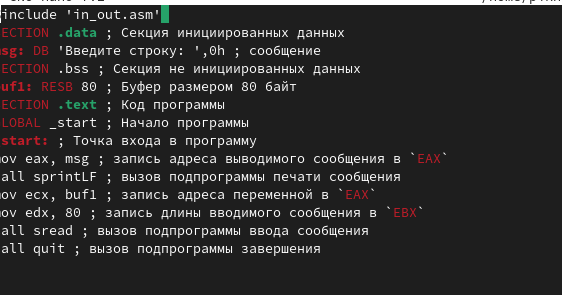 include 'in_out.asm'
ECTION .data ; Секция инициированных данных
sg: DB 'Введите строку: ',0h ; сообщение
ECTION .bss ; Секция не инициированных данных
uf1: RESB 80 ; Буфер размером 80 байт
ECTION .text ; Код программы
LOBAL _start ; Начало программы
start: ; Точка входа в программу
ov eax, msg ; запись адреса выводимого сообщения в `EAX`
all sprintLF ; вызов подпрограммы печати сообщения
ov ecx, buf1 ; запись адреса переменной в `EAX`
ov edx, 80 ; запись длины вводимого сообщения в `EBX`
all sread ; вызов подпрограммы ввода сообщения
all quit ; вызов подпрограммы завершения